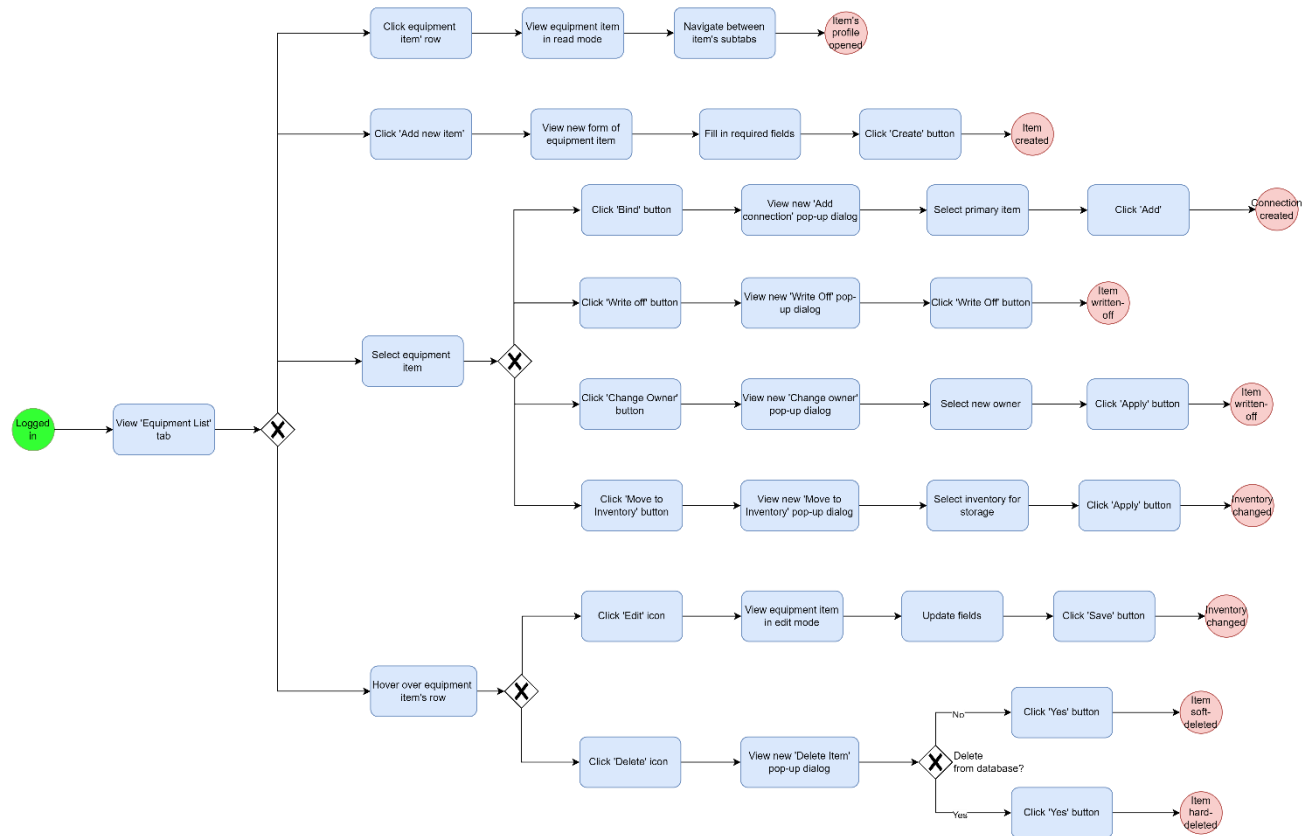 Click equipment
item' row
View equipment item
in read mode
Navigate between
item's subtabs
Item's
profile
opened
Click 'Add new item'
View new form of
equipment item
Fill in required fields
Click 'Create' button
Item
created
Click 'Bind' button
View new 'Add
connection' pop-up dialog
Select primary item
Click 'Add'
Connection
created
Click 'Write off' button
View new 'Write Off' pop-
up dialog
Click 'Write Off' button
Item
written-
off
Select equipment
item
Click 'Change Owner'
button
View new 'Change owner'
pop-up dialog
Select new owner
Click 'Apply' button
Item
written-
off
Logged
in
View 'Equipment List'
tab
Click 'Move to
Inventory' button
View new 'Move to
Inventory' pop-up dialog
Select inventory for
storage
Click 'Apply' button
Inventory
changed
Click 'Edit' icon
View equipment item
in edit mode
Update fields
Click 'Save' button
Inventory
changed
Hover over equipment
item's row
No
Click 'Yes' button
Item
soft-
deleted
Click 'Delete' icon
View new 'Delete Item'
pop-up dialog
Delete
from database?
Yes
Click 'Yes' button
Item
hard-
deleted